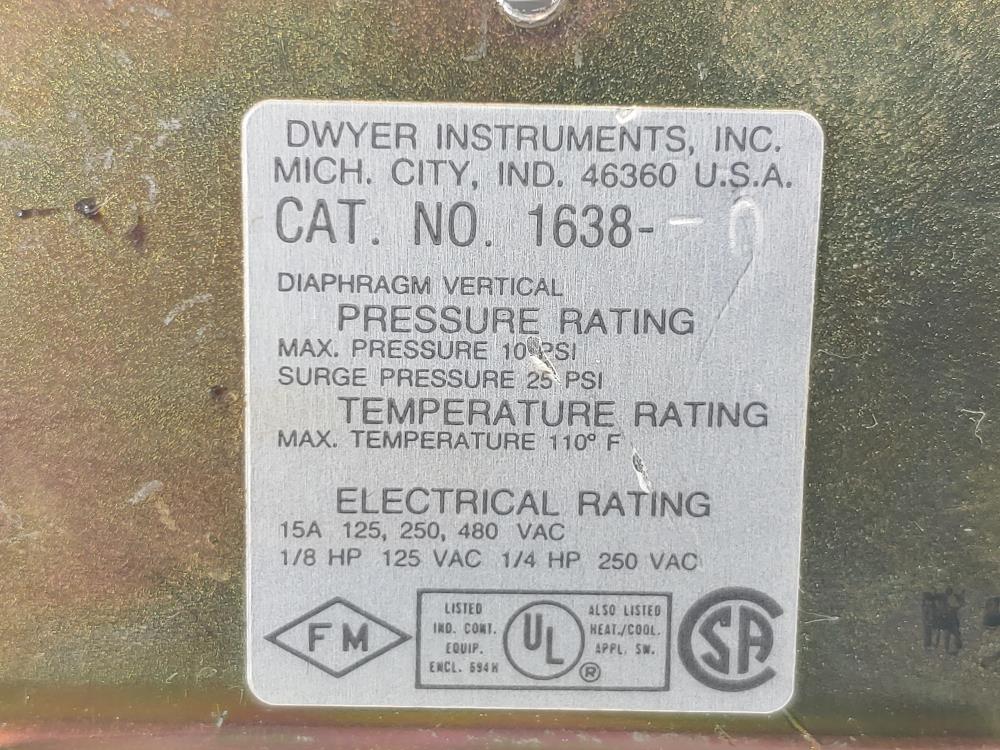 DWYER INSTRUMENTS, INC.
MICH. CITY, IND. 46360 U.S.A.
CAT. NO. 1638--0
DIAPHRAGM VERTICAL
PRESSURE RATING
MAX. PRESSURE 10 PSI
SURGE PRESSURE 25 PSI
TEMPERATURE RATING
MAX. TEMPERATURE 110° F
ELECTRICAL RATING
15A 125, 250, 480 VAC
1/8 HP 125 VAC 1/4 HP 250 VAC
FM
LISTED
IND. CONT.
EQUIP.
ENCL. 594H
UL ®
ALSO LISTED
HEAT./COOL.
APPL. SW.
SA